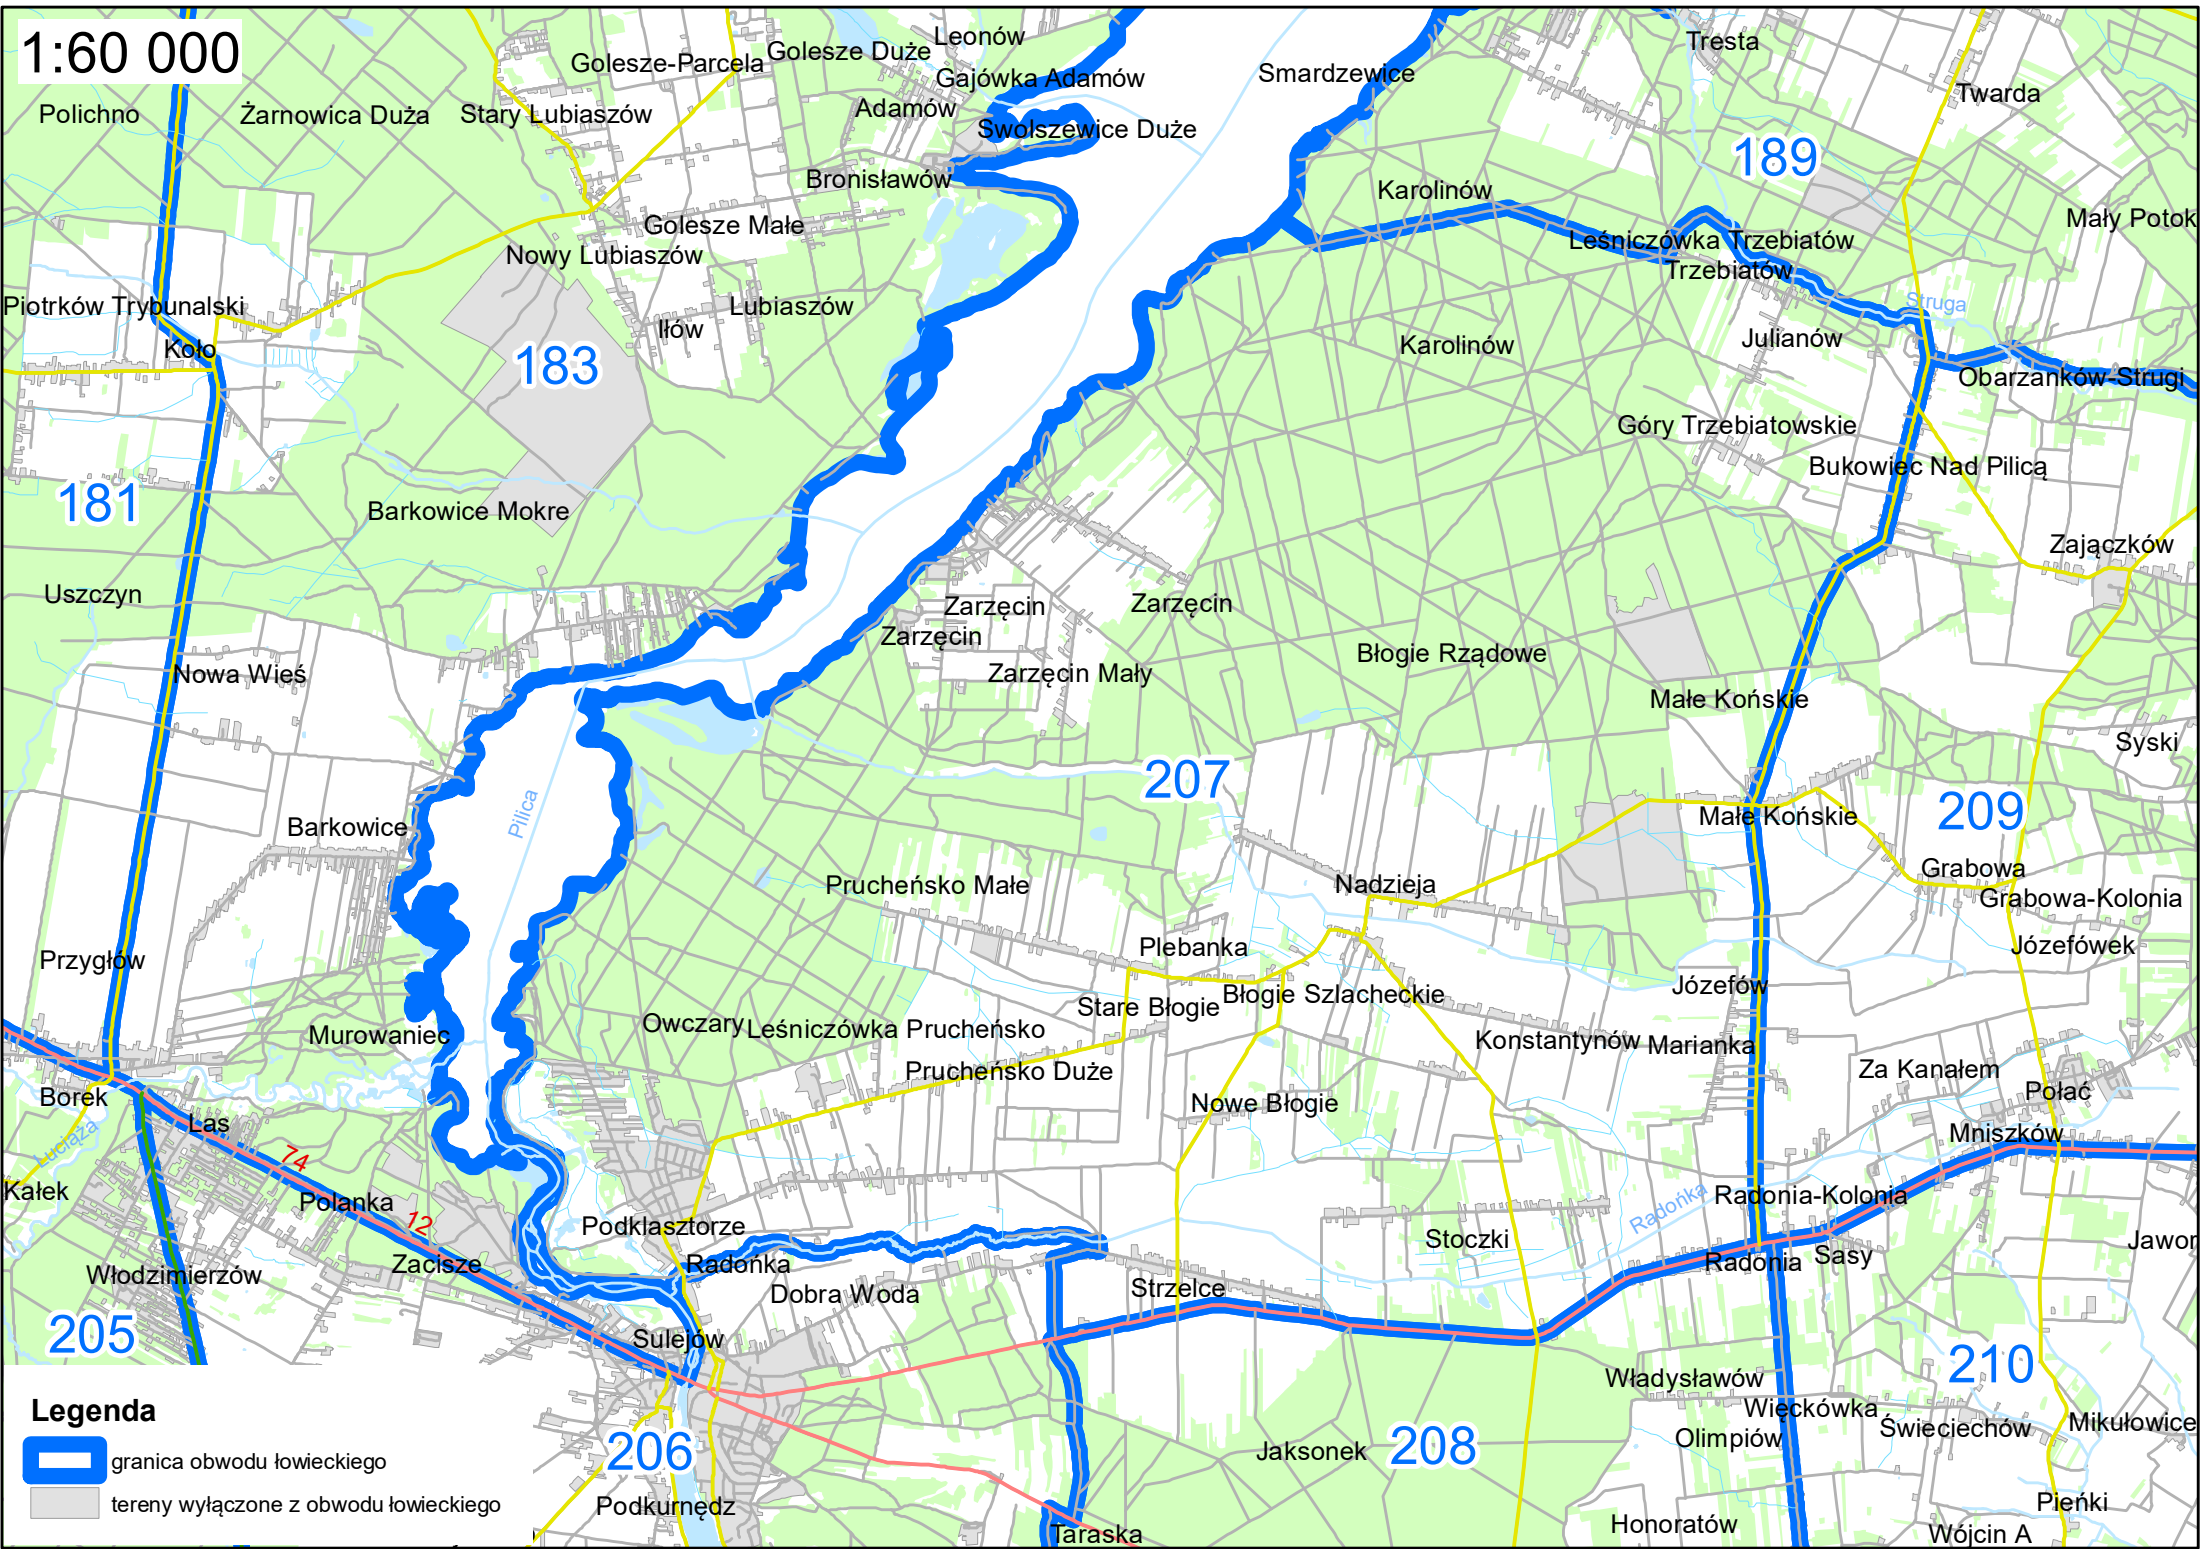 1:60 000
Leonów
Golesze Duże
Golesze-Parcela
Gajówka Adamów
Smardzewice
Tresta
Twarda
Polichno
Żarnowica Duża
Stary Lubiaszów
Adamów
Swolszewice Duże
189
Bronisławów
Karolinów
Mały Potok
Golesze Małe
Nowy Lubiaszów
Leśniczówka Trzebiatów
Trzebiatów
Piotrków Trybunalski
Lubiaszów
Struga
Iłów
Koło
Julianów
Karolinów
183
Obarzanków-Strugi
Góry Trzebiatowskie
Bukowiec Nad Pilicą
181
Barkowice Mokre
Zajączków
Uszczyn
Zarzęcin
Zarzęcin
Zarzęcin
Błogie Rządowe
Nowa Wieś
Zarzęcin Mały
Małe Końskie
Syski
207
Pilica
209
Małe Końskie
Barkowice
Grabowa
Prucheńsko Małe
Nadzieja
Grabowa-Kolonia
Plebanka
Józefówek
Przygłów
Józefów
Błogie Szlacheckie
Stare Błogie
Owczary
Leśniczówka Prucheńsko
Murowaniec
Konstantynów
Marianka
Prucheńsko Duże
Za Kanałem
Połać
Borek
Nowe Błogie
Las
Luciąża
Mniszków
74
Kałek
Polanka
Radońka
Radonia-Kolonia
12
Podklasztorze
Stoczki
Jawor
Zacisze
Radońka
Radonia
Sasy
Włodzimierzów
Dobra Woda
Strzelce
205
Sulejów
210
Władysławów
Więckówka
Świeciechów
Mikułowice
Legenda
granica obwodu łowieckiego
tereny wyłączone z obwodu łowieckiego
206
Jaksonek
208
Olimpiów
Podkurnędz
Pieńki
Taraska
Honoratów
Wójcin A